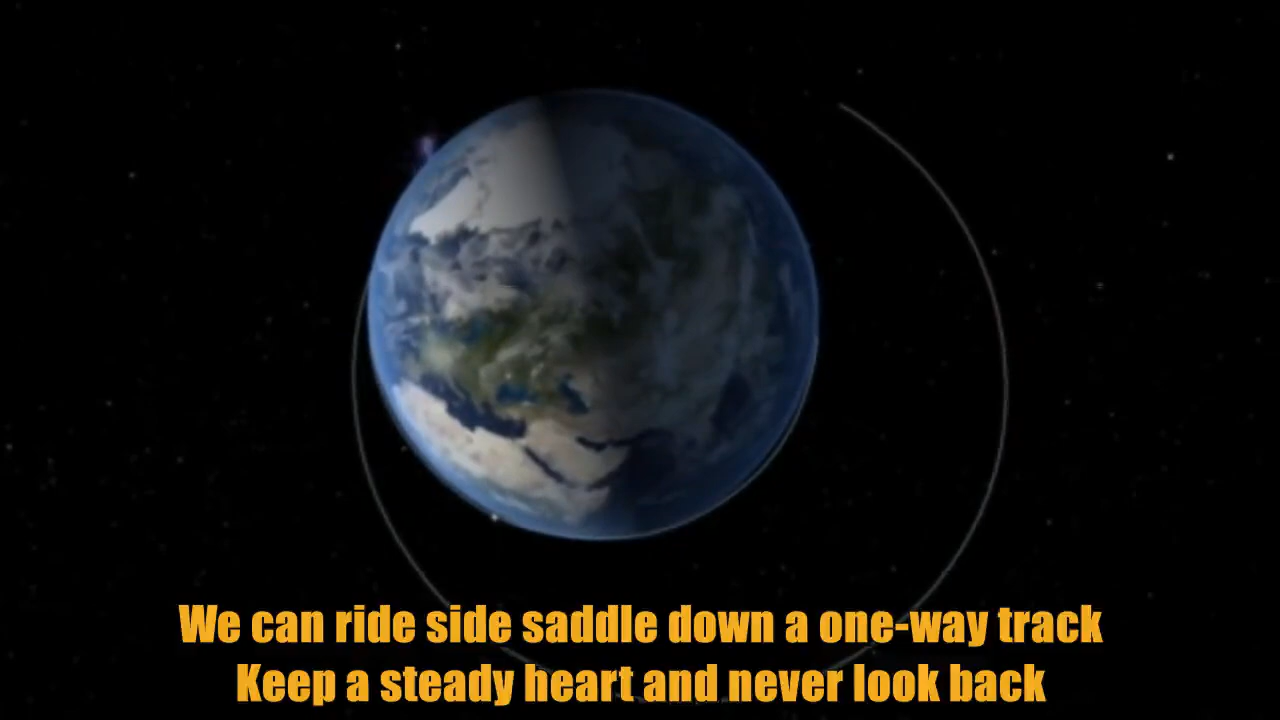 We can ride side saddle down a one-way track
Keep a steady heart and never look back